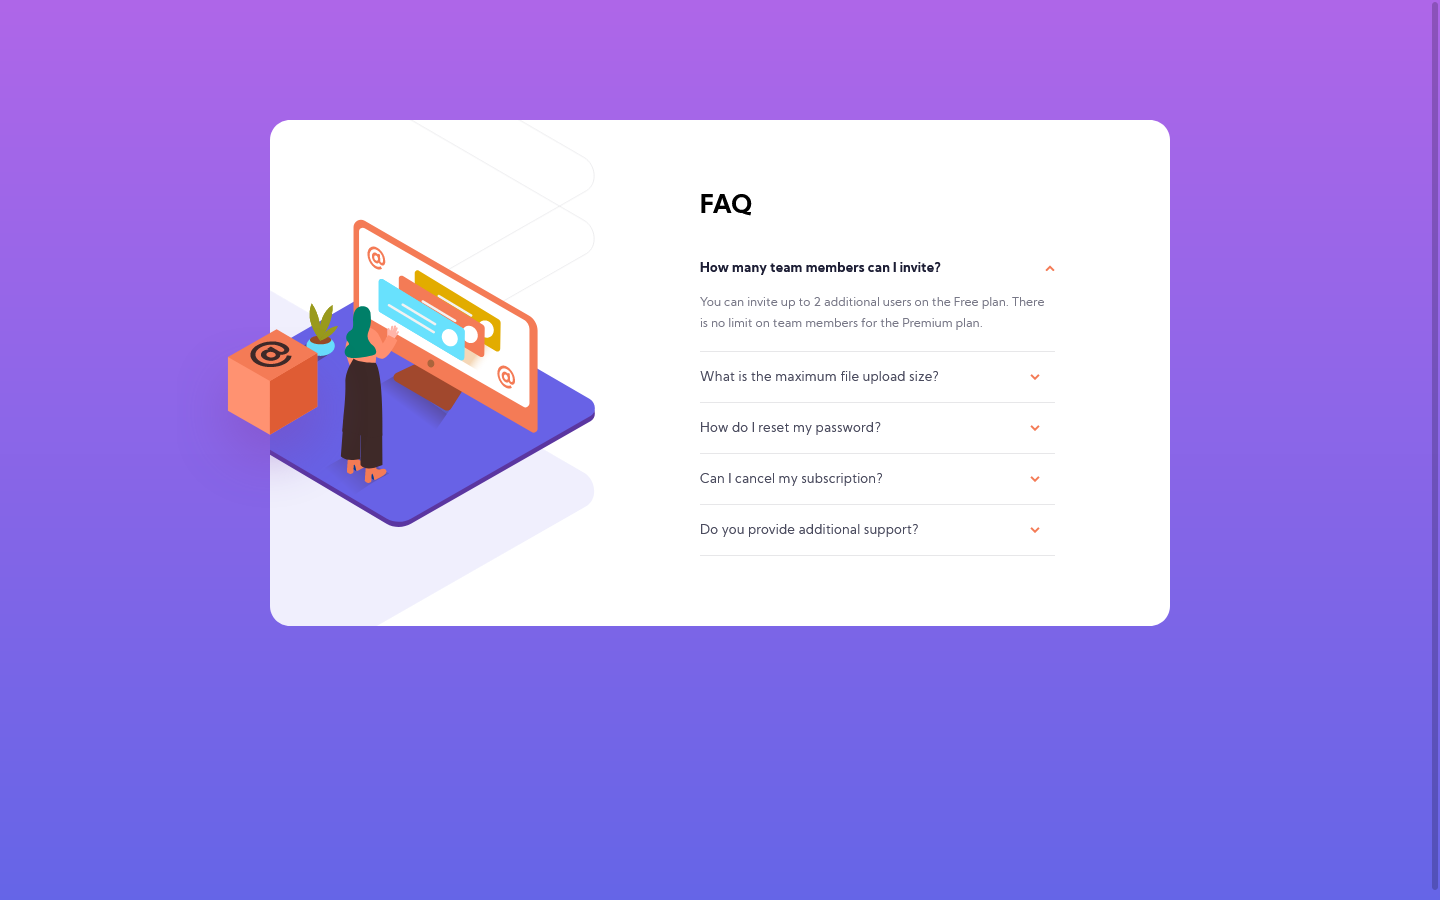 FAQ
How many team members can I invite?
You can invite up to 2 additional users on the Free plan. There
is no limit on team members for the Premium plan.
What is the maximum file upload size?
How do I reset my password?
Can I cancel my subscription?
Do you provide additional support?
@
@
@